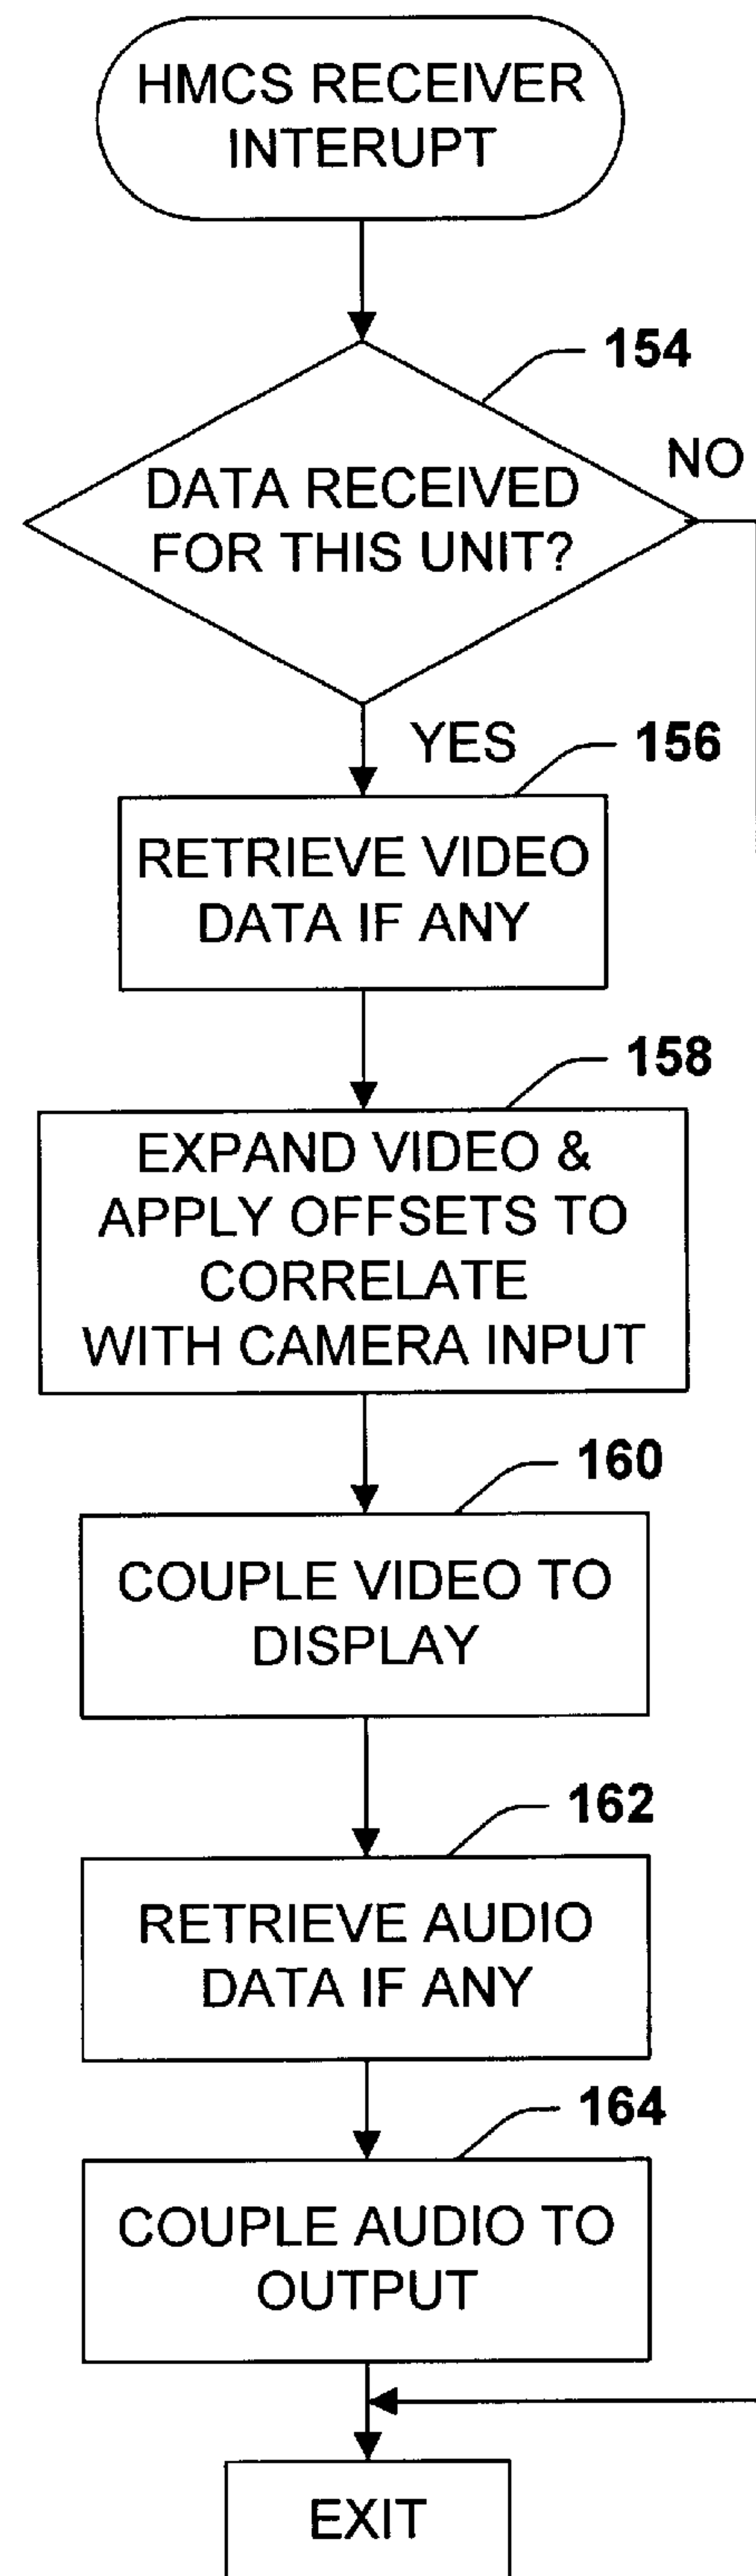 HMCS RECEIVER
INTERUPT
154
DATA RECEIVED
FOR THIS UNIT?
NO
YES
156
RETRIEVE VIDEO
DATA IF ANY
158
EXPAND VIDEO &
APPLY OFFSETS TO
CORRELATE
WITH CAMERA INPUT
160
COUPLE VIDEO TO
DISPLAY
162
RETRIEVE AUDIO
DATA IF ANY
164
COUPLE AUDIO TO
OUTPUT
EXIT